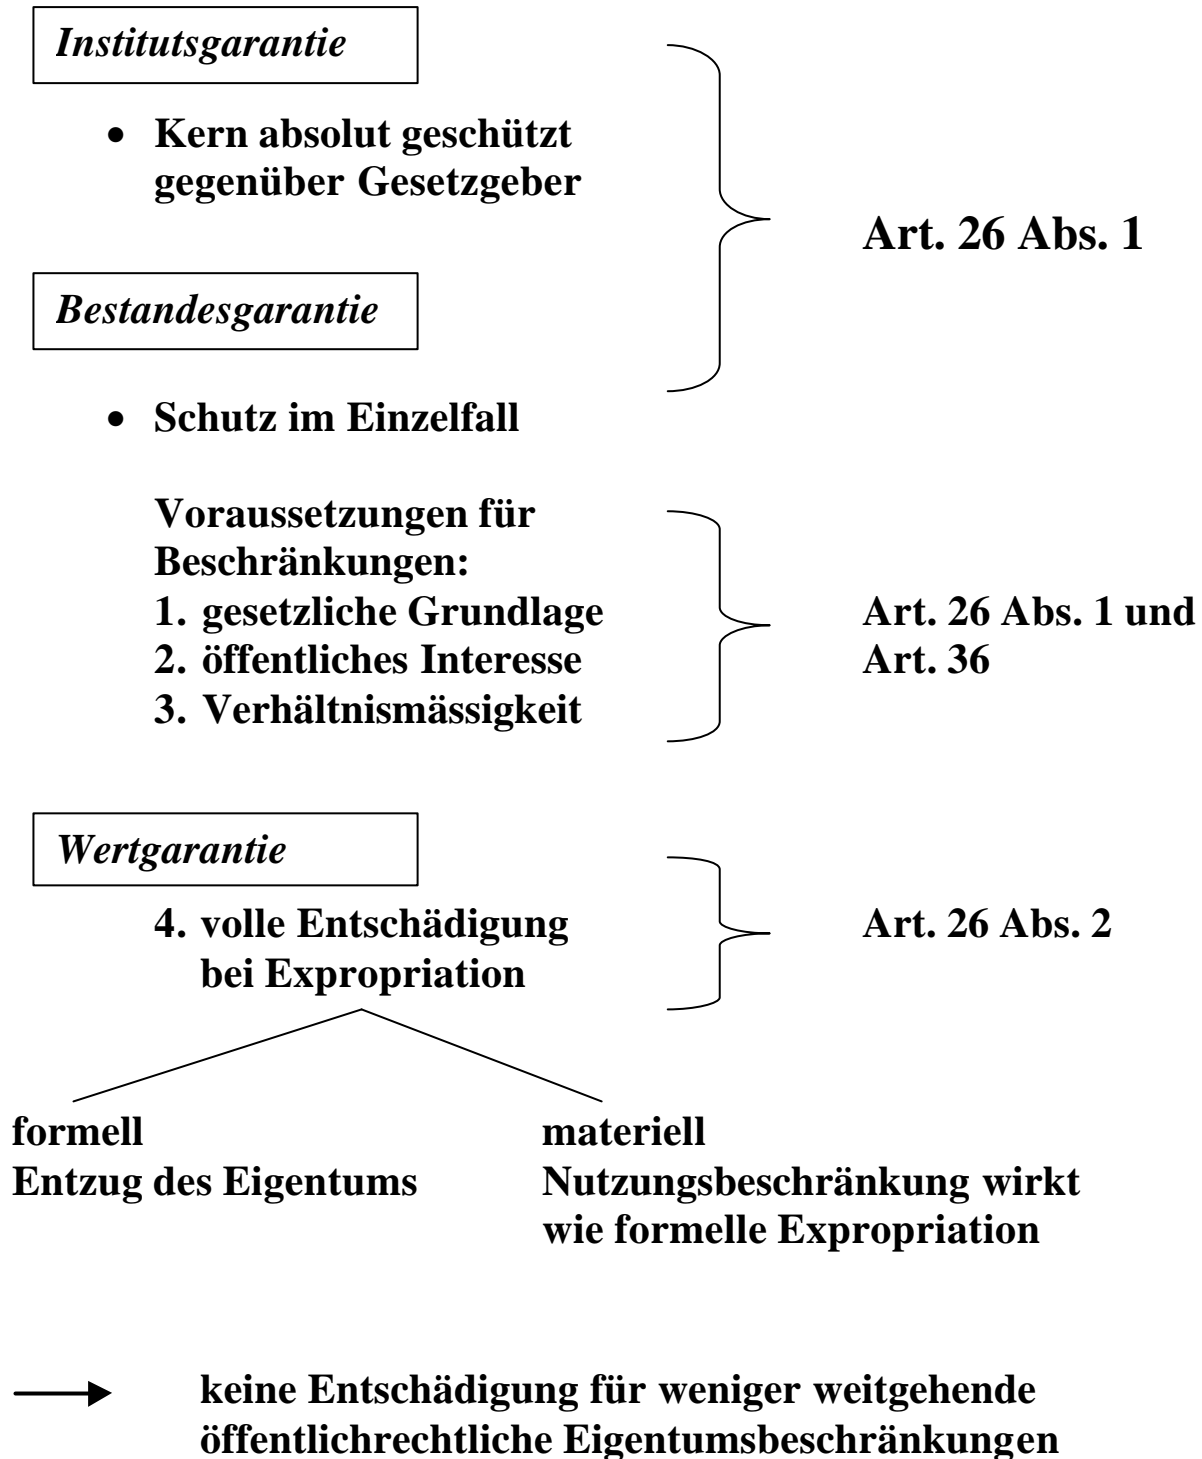 Institutsgarantie
• Kern absolut geschützt
gegenüber Gesetzgeber
Art. 26 Abs. 1
Bestandesgarantie
• Schutz im Einzelfall
Voraussetzungen für
Beschränkungen:
1. gesetzliche Grundlage
2. öffentliches Interesse
3. Verhältnismässigkeit
Art. 26 Abs. 1 und
Art. 36
Wertgarantie
4. volle Entschädigung
bei Expropriation
Art. 26 Abs. 2
formell
Entzug des Eigentums
materiell
Nutzungsbeschränkung wirkt
wie formelle Expropriation
keine Entschädigung für weniger weitgehende
öffentlichrechtliche Eigentumsbeschränkungen